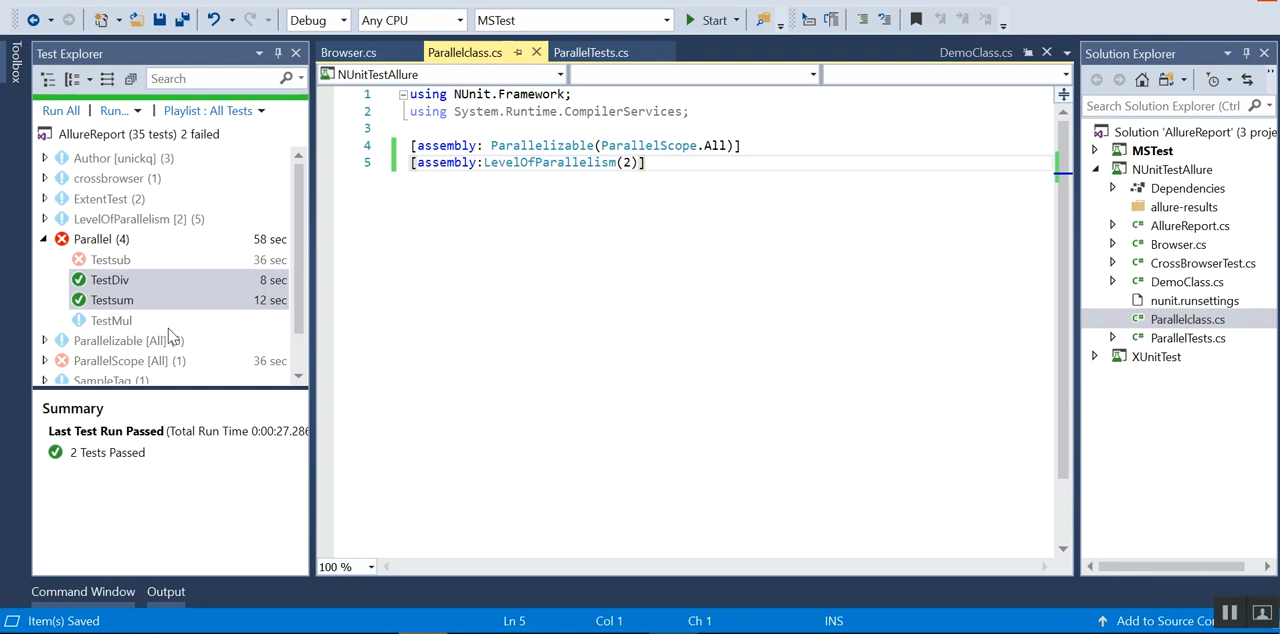 Debug
Any CPU
MSTest
Start
Toolbox
Test Explorer
Search
Run All | Run... Playlist : All Tests
AllureReport (35 tests) 2 failed
Author [unickq] (3)
crossbrowser (1)
ExtentTest (2)
LevelOfParallelism [2] (5)
Parallel (4) 58 sec
Testsub 36 sec
TestDiv 8 sec
Testsum 12 sec
TestMul
Parallelizable [All]
ParallelScope [All] (1) 36 sec
SampleTag (1)
Summary
Last Test Run Passed (Total Run Time 0:00:27.286
2 Tests Passed
Browser.cs
Parallelclass.cs
ParallelTests.cs
DemoClass.cs
NUnitTestAllure
1 using NUnit.Framework;
2 using System.Runtime.CompilerServices;
3
4 [assembly: Parallelizable(ParallelScope.All)]
5 [assembly:LevelOfParallelism(2)]
100 %
Solution Explorer
Search Solution Explorer (Ctrl
Solution 'AllureReport' (3 proje
MSTest
NUnitTestAllure
Dependencies
allure-results
AllureReport.cs
Browser.cs
CrossBrowserTest.cs
DemoClass.cs
nunit.runsettings
Parallelclass.cs
ParallelTests.cs
XUnitTest
Command Window
Output
Item(s) Saved
Ln 5
Col 1
Ch 1
INS
Add to Source Con